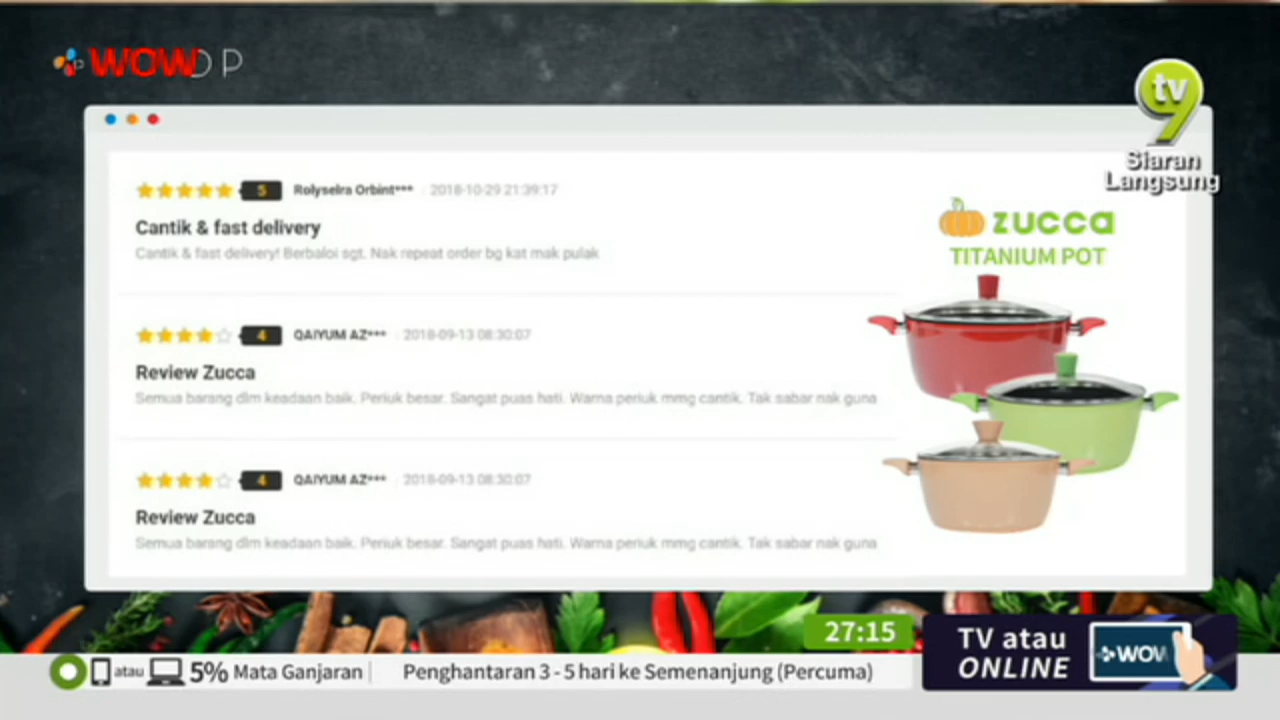 WOW
O P
tv
9
Siaran
Langsung
5 Rolyselra Orbint*** 2018-10-29 21:39:17
Cantik & fast delivery
Cantik & fast delivery! Berbaloi sgt. Nak repeat order bg kat mak pulak
zucca
TITANIUM POT
4 QAIYUM AZ*** 2018-09-13 08:30:07
Review Zucca
Semua barang dlm keadaan baik. Periuk besar. Sangat puas hati. Warna periuk mmg cantik. Tak sabar nak guna
4 QAIYUM AZ*** 2018-09-13 08:30:07
Review Zucca
Semua barang dlm keadaan baik. Periuk besar. Sangat puas hati. Warna periuk mmg cantik. Tak sabar nak guna
27:15
TV atau
ONLINE
WOW
atau 5% Mata Ganjaran
Penghantaran 3 - 5 hari ke Semenanjung (Percuma)